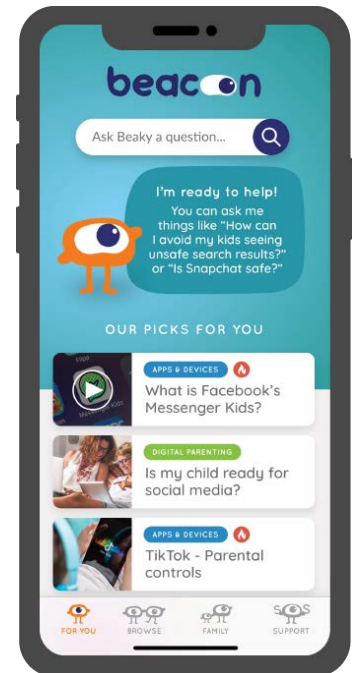 beacon
Ask Beaky a question...
I'm ready to help!
You can ask me
things like “How can
I avoid my kids seeing
unsafe search results?”
or “Is Snapchat safe?”
OUR PICKS FOR YOU
APPS & DEVICES
What is Facebook's
Messenger Kids?
DIGITAL PARENTING
Is my child ready for
social media?
APPS & DEVICES
TikTok - Parental
controls
FOR YOU
BROWSE
FAMILY
SOS
SUPPORT